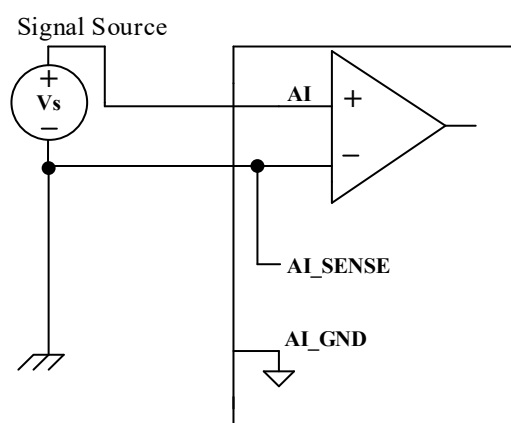 Signal Source
+
Vs
−
AI
+
−
AI_SENSE
AI_GND